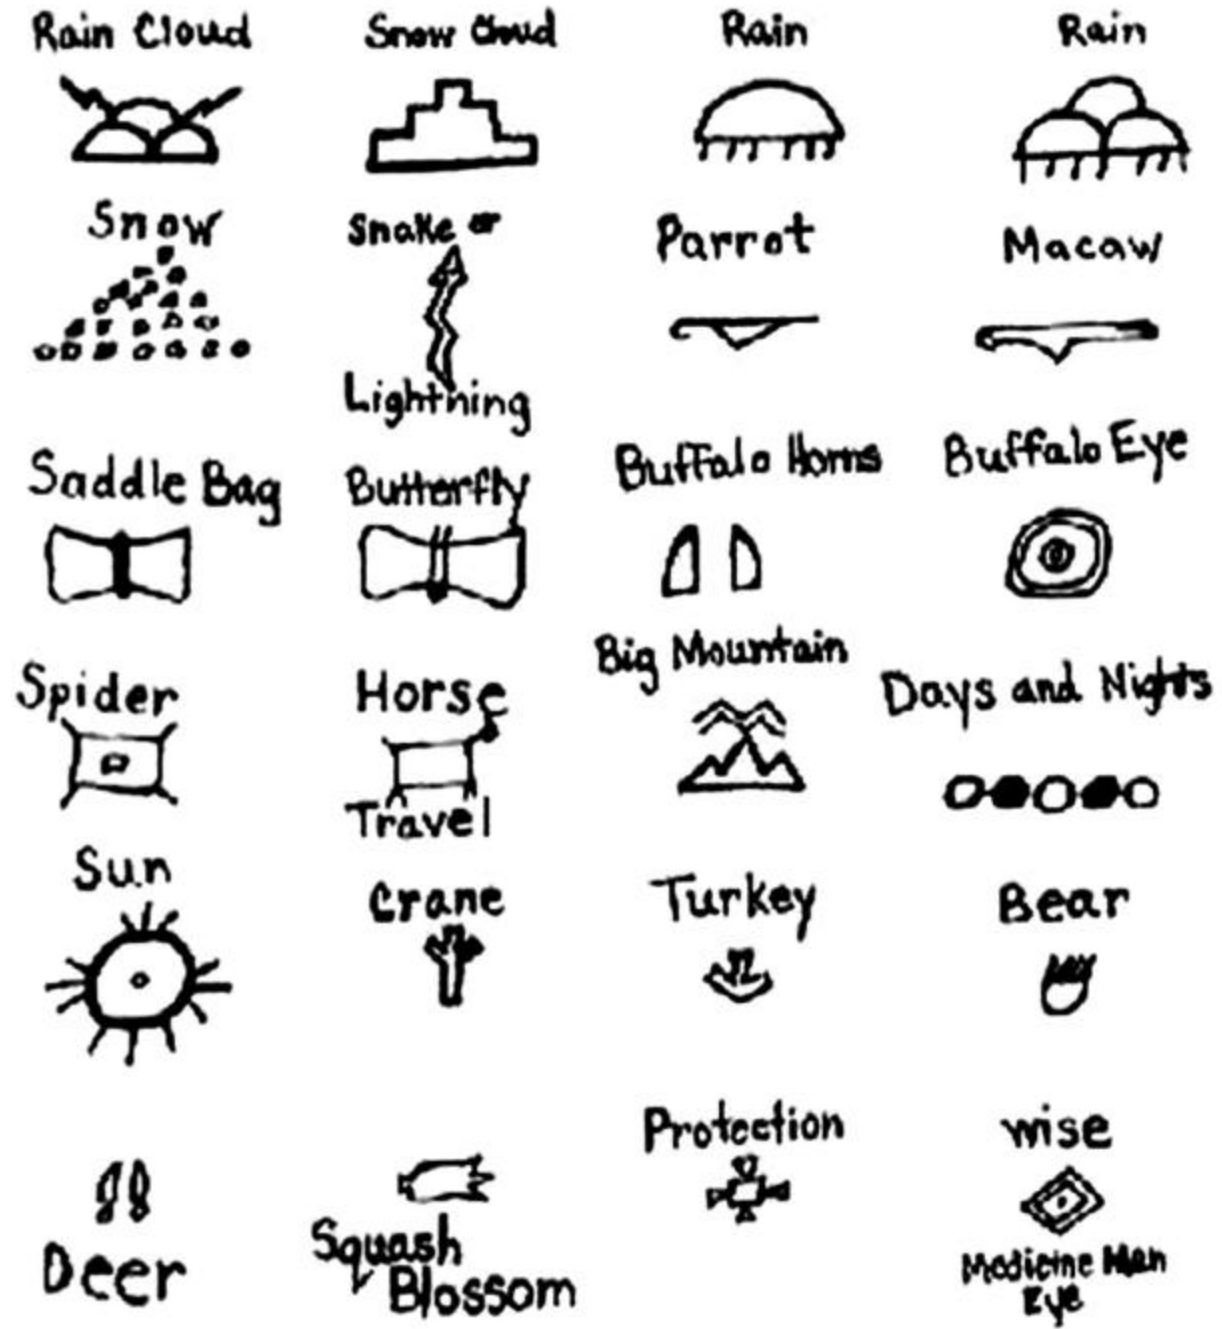 Rain Cloud
Snow Cloud
Rain
Rain
Snow
Snake or
Lightning
Parrot
Macaw
Saddle Bag
Butterfly
Buffalo Horns
Buffalo Eye
Spider
Horse
Travel
Big Mountain
Days and Nights
Sun
Crane
Turkey
Bear
Deer
Squash
Blossom
Protection
wise
Medicine Man
Eye